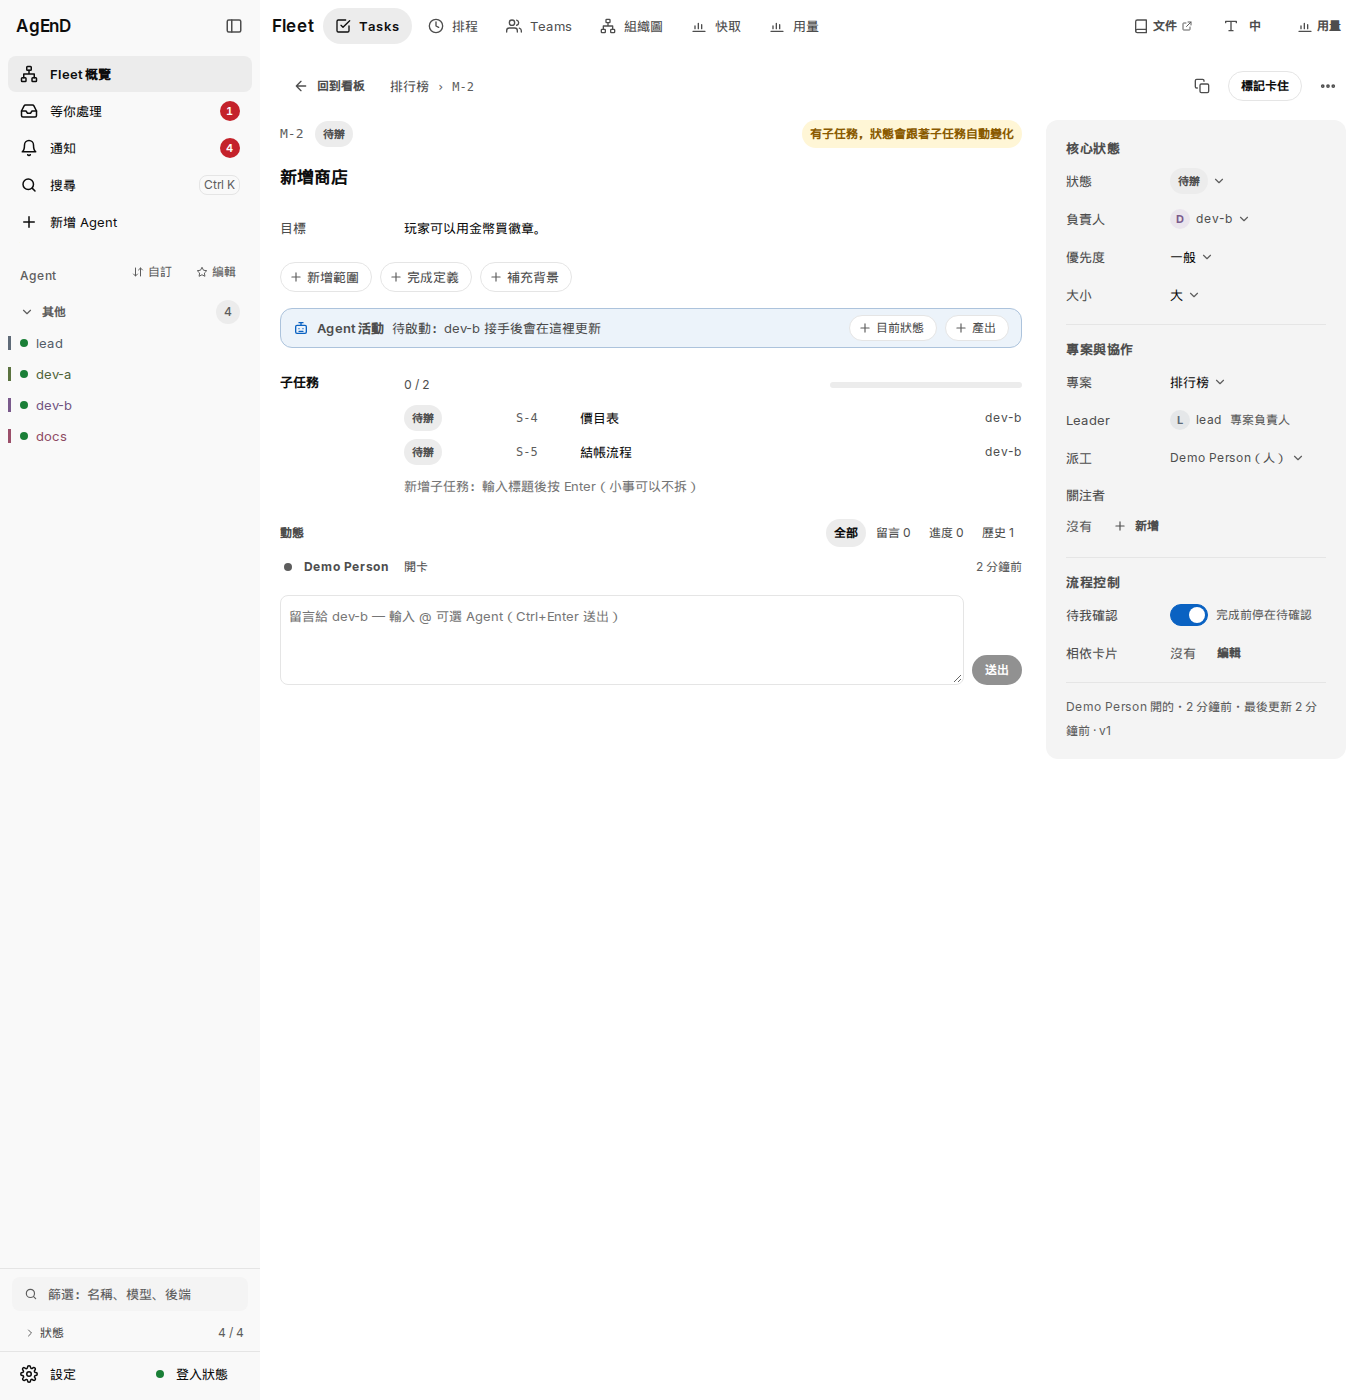 AgEnD
Fleet 概覽
等你處理 1
通知 4
搜尋 Ctrl K
新增 Agent
Agent 自訂 編輯
其他 4
lead
dev-a
dev-b
docs
篩選：名稱、模型、後端
狀態 4 / 4
設定 登入狀態
Fleet Tasks 排程 Teams 組織圖 快取 用量 文件 中 用量
回到看板 排行榜 › M-2 標記卡住
M-2 待辦 有子任務，狀態會跟著子任務自動變化
新增商店
目標 玩家可以用金幣買徽章。
新增範圍 完成定義 補充背景
Agent 活動 待啟動：dev-b 接手後會在這裡更新 目前狀態 產出
子任務 0 / 2
待辦 S-4 價目表 dev-b
待辦 S-5 結帳流程 dev-b
新增子任務：輸入標題後按 Enter（小事可以不拆）
動態 全部 留言 0 進度 0 歷史 1
Demo Person 開卡 2 分鐘前
留言給 dev-b — 輸入 @ 可選 Agent（Ctrl+Enter 送出）
送出
核心狀態
狀態 待辦
負責人 D dev-b
優先度 一般
大小 大
專案與協作
專案 排行榜
Leader L lead 專案負責人
派工 Demo Person（人）
關注者
沒有 新增
流程控制
待我確認 完成前停在待確認
相依卡片 沒有 編輯
Demo Person 開的・2 分鐘前・最後更新 2 分
鐘前 · v1